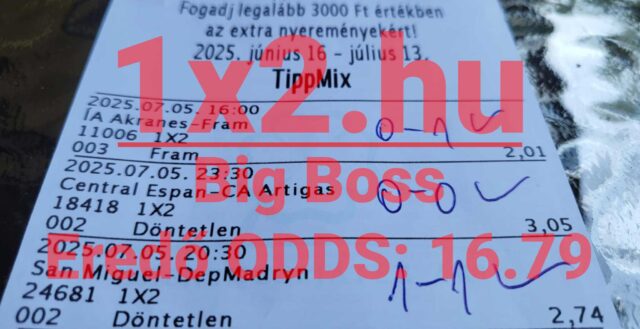 Fogadj legalább 3000 Ft értékben
az extra nyereményekért!
2025. június 16 – július 13.
TippMix
1x2.hu
2025.07.05. 16:00
ÍA Akranes-Fram
0-1 ✓
11006 1X2
003 Fram 2,01
Big Boss
2025.07.05. 23:30
Central Espan-CA Artigas
0-0 ✓
18418 1X2
002 Döntetlen 3,05
Eredő ODDS: 16.79
2025.07.05. 20:30
San Miguel-DepMadryn
1-1 ✓
24681 1X2
002 Döntetlen 2,74